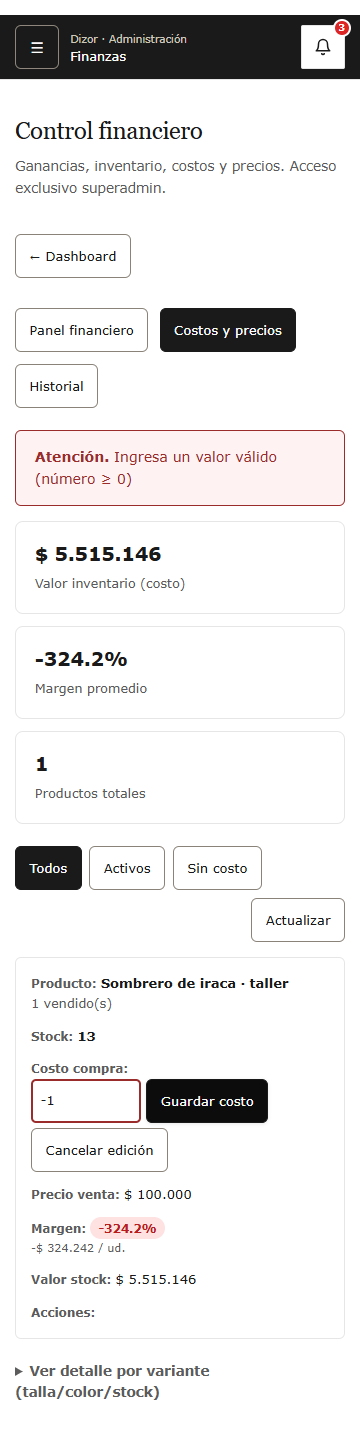 ☰
Dizor · Administración
Finanzas
3
Control financiero
Ganancias, inventario, costos y precios. Acceso
exclusivo superadmin.
← Dashboard
Panel financiero
Costos y precios
Historial
Atención. Ingresa un valor válido
(número ≥ 0)
$ 5.515.146
Valor inventario (costo)
-324.2%
Margen promedio
1
Productos totales
Todos
Activos
Sin costo
Actualizar
Producto: Sombrero de iraca · taller
1 vendido(s)
Stock: 13
Costo compra:
-1
Guardar costo
Cancelar edición
Precio venta: $ 100.000
Margen: -324.2%
-$ 324.242 / ud.
Valor stock: $ 5.515.146
Acciones:
▶ Ver detalle por variante
(talla/color/stock)